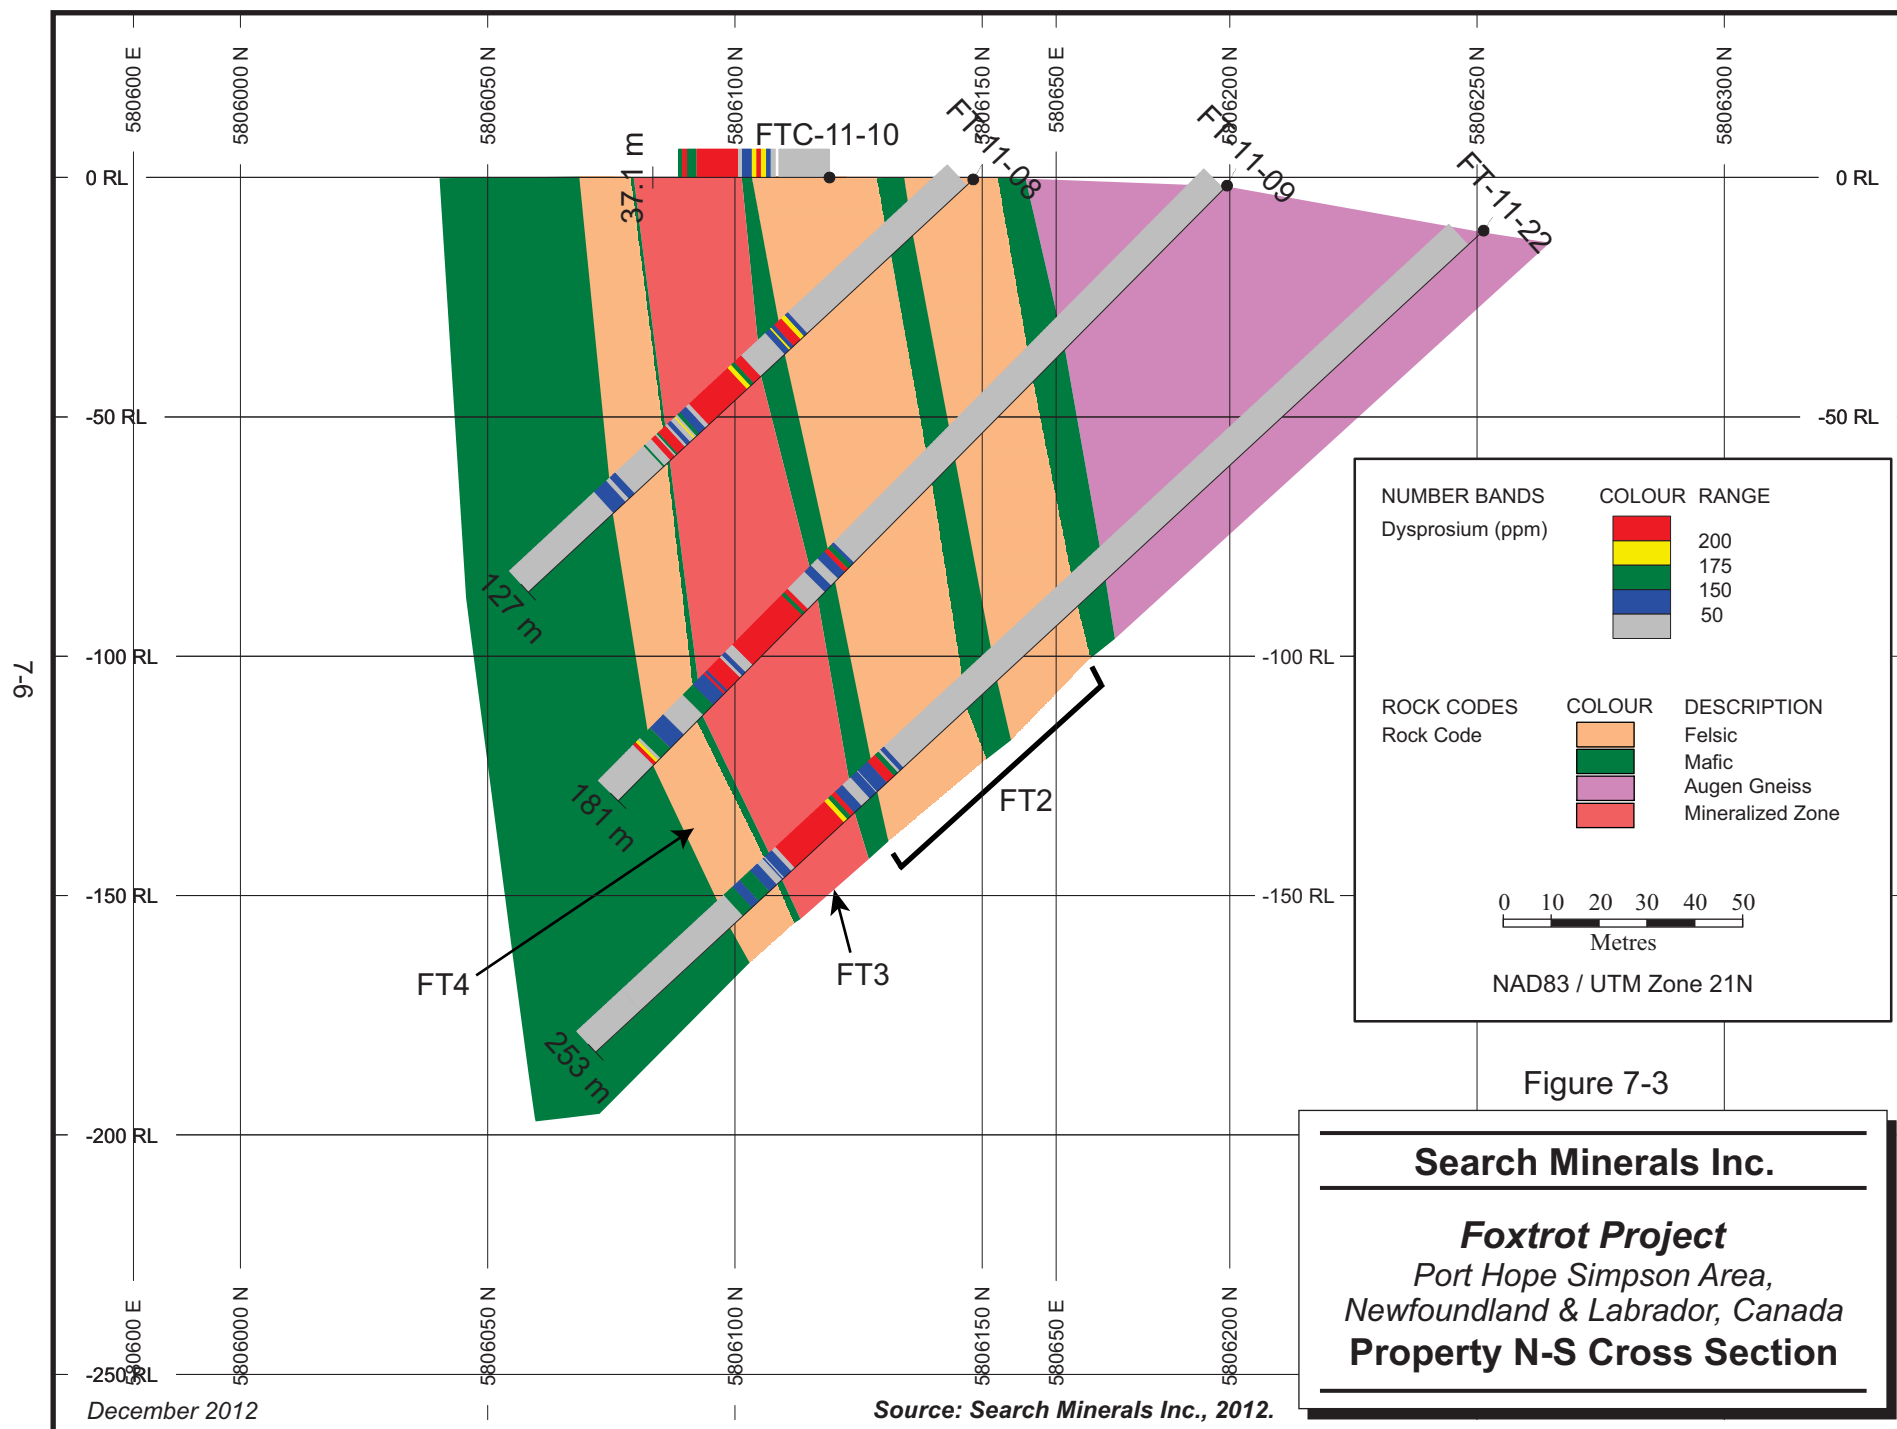 5806600 E
5806000 N
5806050 N
5806100 N
5806150 N
5806650 E
5806200 N
5806250 N
5806300 N
37.1 m
FTC-11-10
FT-11-08
FT-11-09
FT-11-22
0 RL
0 RL
-50 RL
-50 RL
-100 RL
-100 RL
-150 RL
-150 RL
-200 RL
-250 RL
127 m
181 m
253 m
FT2
FT3
FT4
7-6
NUMBER BANDS COLOUR RANGE
Dysprosium (ppm)
200
175
150
50
ROCK CODES COLOUR DESCRIPTION
Rock Code Felsic
Mafic
Augen Gneiss
Mineralized Zone
0 10 20 30 40 50
Metres
NAD83 / UTM Zone 21N
Figure 7-3
Search Minerals Inc.
Foxtrot Project
Port Hope Simpson Area,
Newfoundland & Labrador, Canada
Property N-S Cross Section
5806600 E
5806000 N
5806050 N
5806100 N
5806150 N
5806650 E
5806200 N
December 2012
Source: Search Minerals Inc., 2012.